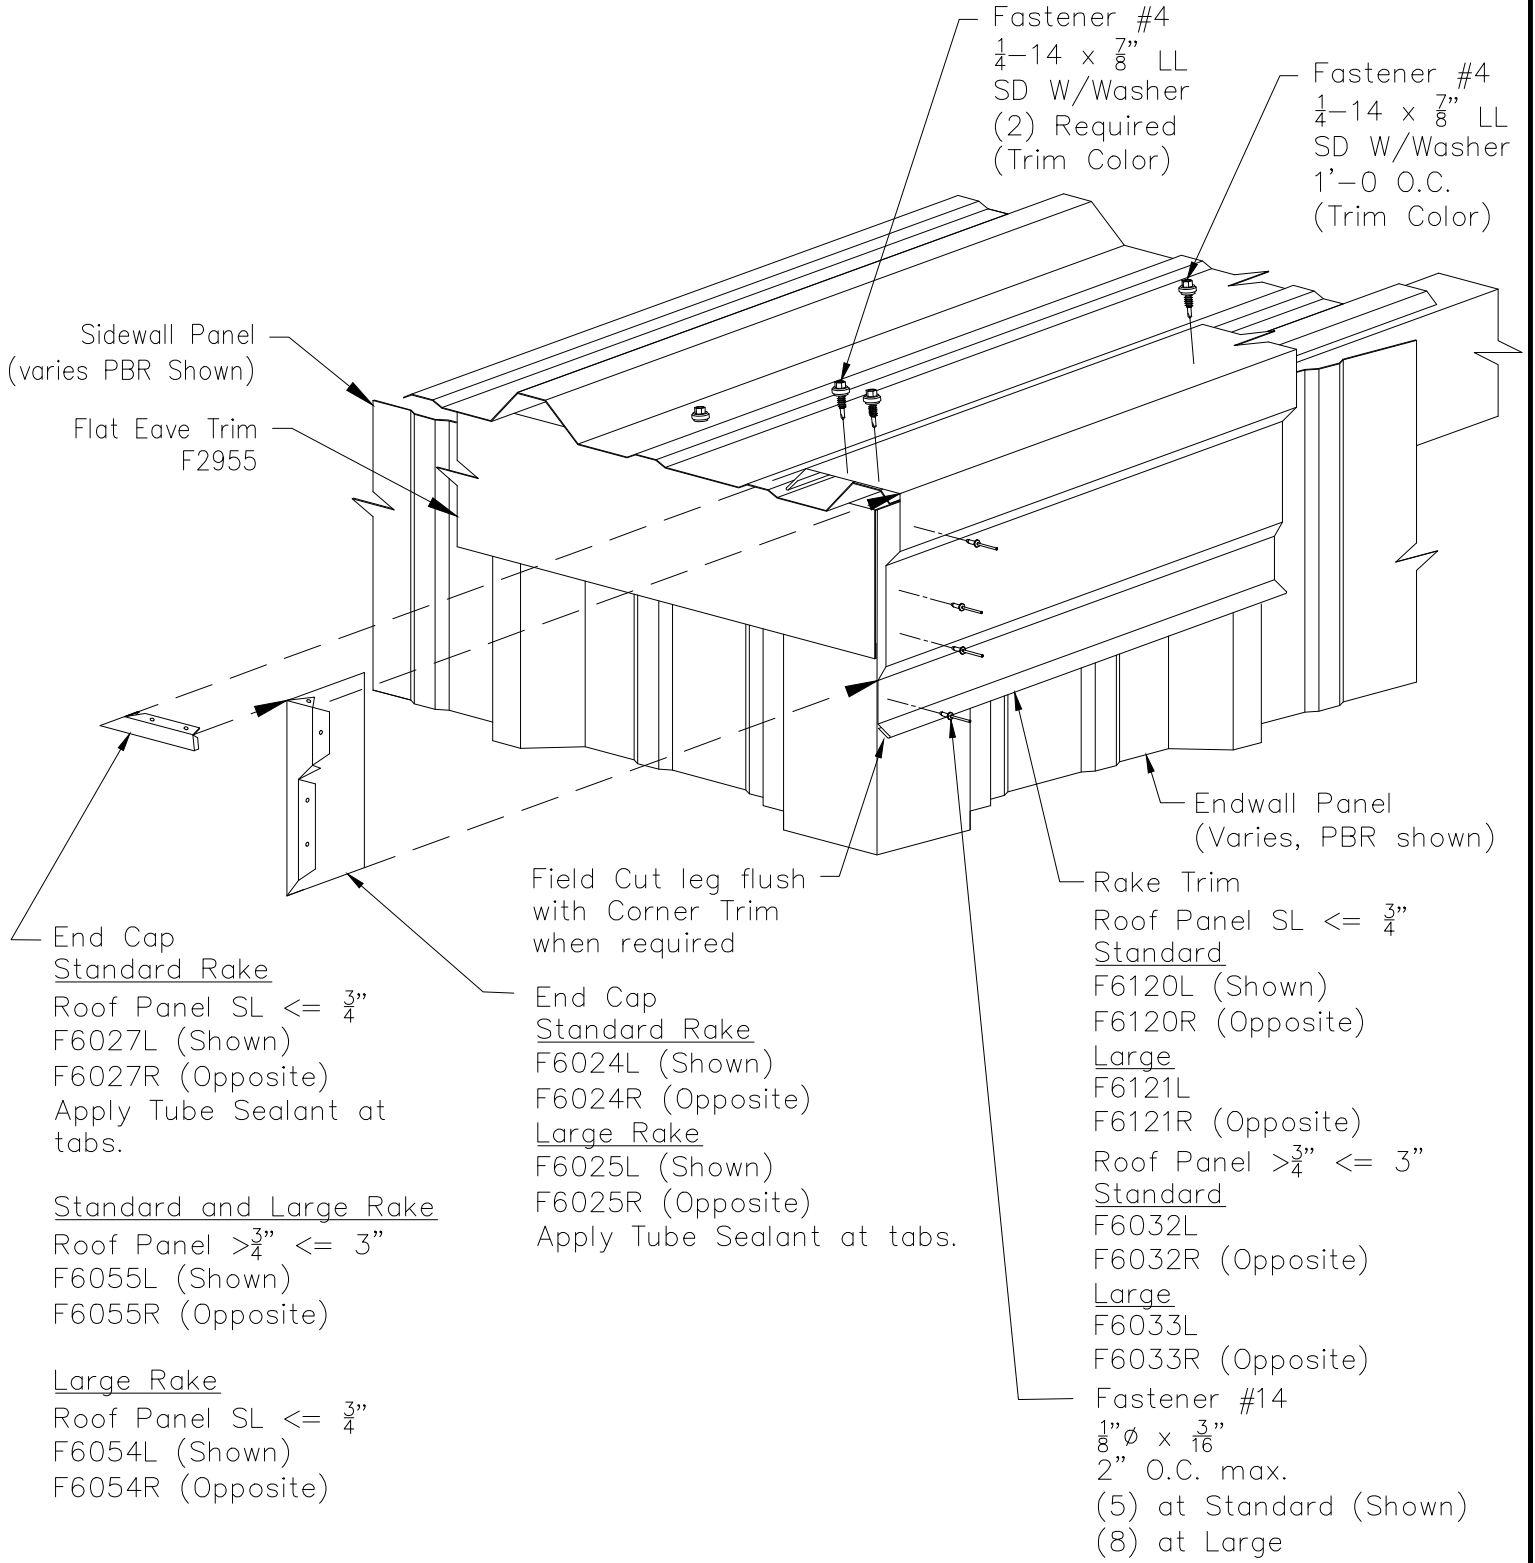 Fastener #4
1/4-14 x 7/8" LL
SD W/Washer
(2) Required
(Trim Color)
Fastener #4
1/4-14 x 7/8" LL
SD W/Washer
1'-0 O.C.
(Trim Color)
Sidewall Panel
(varies PBR Shown)
Flat Eave Trim
F2955
Endwall Panel
(Varies, PBR shown)
Field Cut leg flush
with Corner Trim
when required
End Cap
Standard Rake
Roof Panel SL <= 3/4"
F6027L (Shown)
F6027R (Opposite)
Apply Tube Sealant at
tabs.
Standard and Large Rake
Roof Panel >3/4" <= 3"
F6055L (Shown)
F6055R (Opposite)
Large Rake
Roof Panel SL <= 3/4"
F6054L (Shown)
F6054R (Opposite)
End Cap
Standard Rake
F6024L (Shown)
F6024R (Opposite)
Large Rake
F6025L (Shown)
F6025R (Opposite)
Apply Tube Sealant at tabs.
Rake Trim
Roof Panel SL <= 3/4"
Standard
F6120L (Shown)
F6120R (Opposite)
Large
F6121L
F6121R (Opposite)
Roof Panel >3/4" <= 3"
Standard
F6032L
F6032R (Opposite)
Large
F6033L
F6033R (Opposite)
Fastener #14
1/8"ø x 3/16"
2" O.C. max.
(5) at Standard (Shown)
(8) at Large